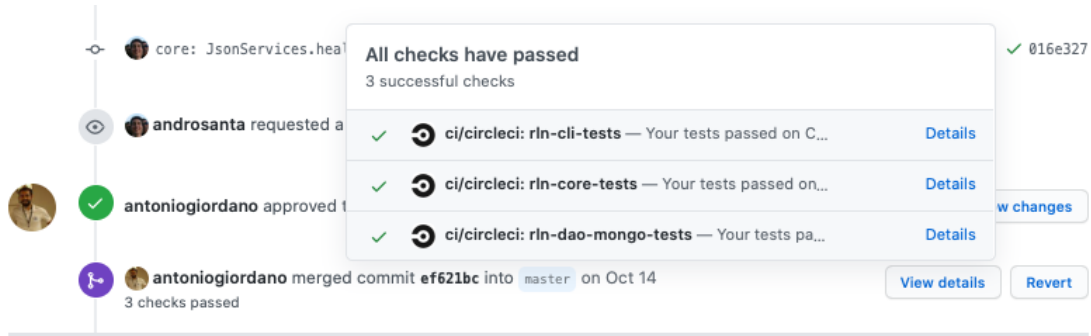 core: JsonServices.heal
016e327
All checks have passed
3 successful checks
androsanta requested a
ci/circleci: rln-cli-tests — Your tests passed on C... Details
ci/circleci: rln-core-tests — Your tests passed on... Details
antoniogiordano approved t
w changes
ci/circleci: rln-dao-mongo-tests — Your tests pa... Details
antoniogiordano merged commit ef621bc into master on Oct 14
View details Revert
3 checks passed